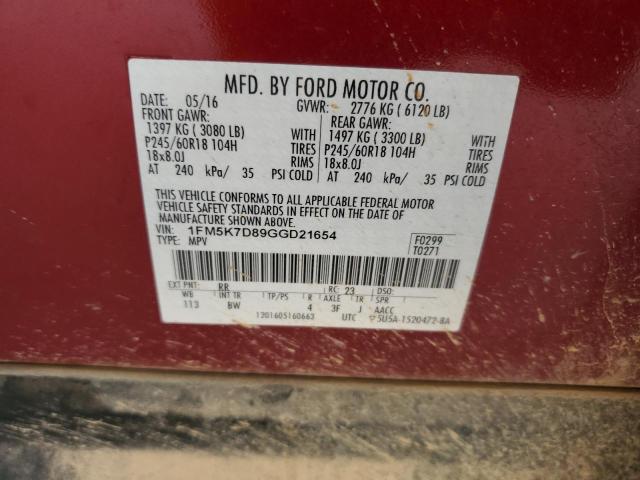 MFD. BY FORD MOTOR CO.
DATE: 05/16 GVWR: 2776 KG ( 6120 LB)
FRONT GAWR: REAR GAWR:
1397 KG ( 3080 LB) WITH 1497 KG ( 3300 LB) WITH
P245/60R18 104H TIRES P245/60R18 104H TIRES
18x8.0J RIMS 18x8.0J RIMS
AT 240 kPa/ 35 PSI COLD AT 240 kPa/ 35 PSI COLD
THIS VEHICLE CONFORMS TO ALL APPLICABLE FEDERAL MOTOR
VEHICLE SAFETY STANDARDS IN EFFECT ON THE DATE OF
MANUFACTURE SHOWN ABOVE.
VIN: 1FM5K7D89GGD21654 F0299
TYPE: MPV T0271
EXT PNT: RR RC: 23 DSO:
WB INT TR TP/PS R AXLE TR SPR
113 BW 4 3F J AACC
1201605160663 UTC 5U5A-1520472-BA